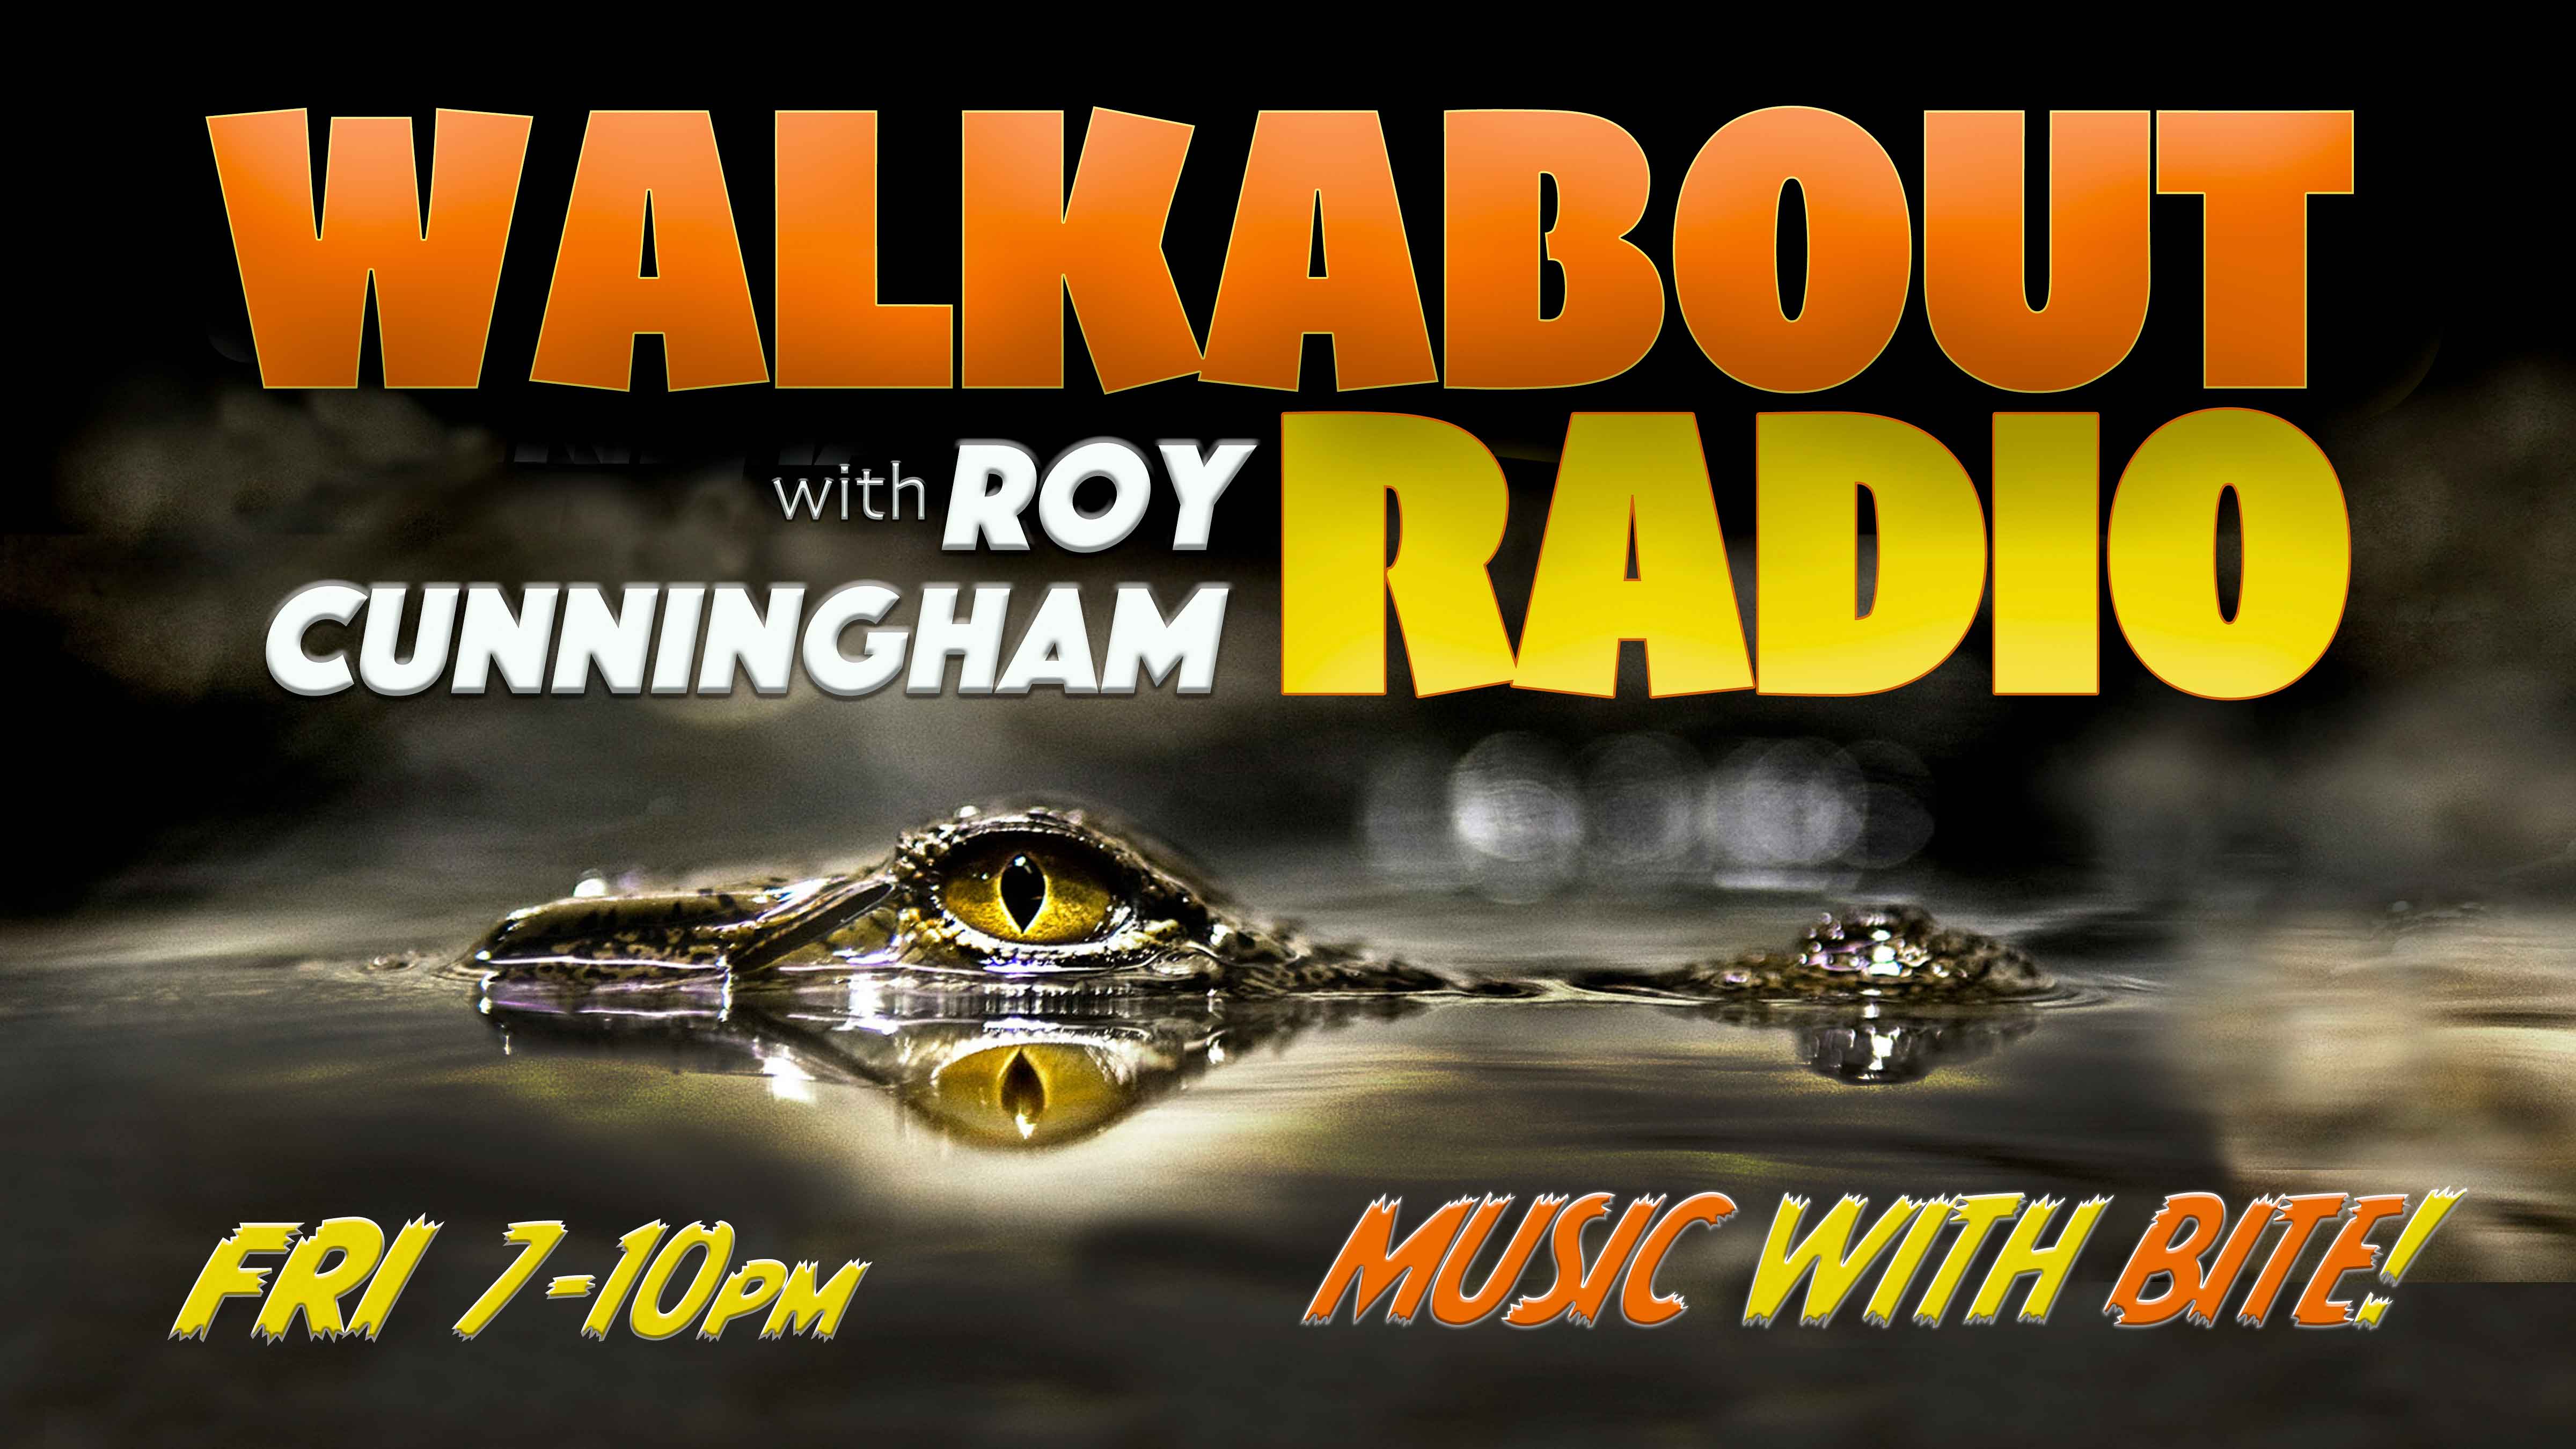 WALKABOUT
RADIO
with ROY
CUNNINGHAM
FRI 7-10PM
MUSIC WITH BITE!